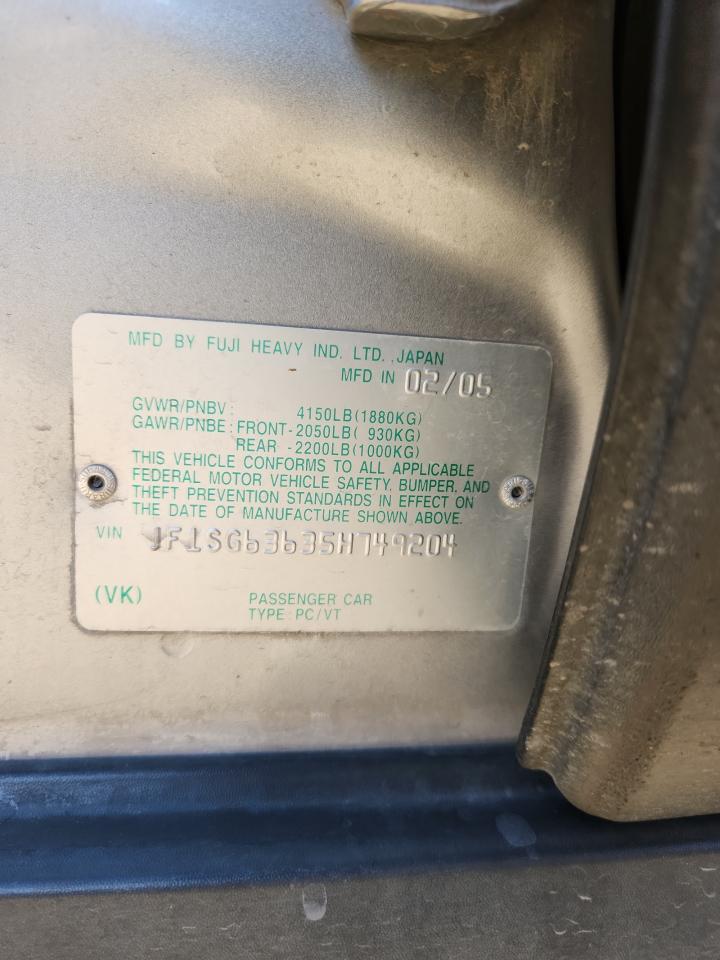 MFD BY FUJI HEAVY IND. LTD., JAPAN
MFD IN 02/05
GVWR/PNBV: 4150LB(1880KG)
GAWR/PNBE: FRONT-2050LB( 930KG)
REAR -2200LB(1000KG)
THIS VEHICLE CONFORMS TO ALL APPLICABLE
FEDERAL MOTOR VEHICLE SAFETY, BUMPER, AND
THEFT PREVENTION STANDARDS IN EFFECT ON
THE DATE OF MANUFACTURE SHOWN ABOVE.
VIN JF1SG63635H749204
(VK) PASSENGER CAR
TYPE: PC/VT